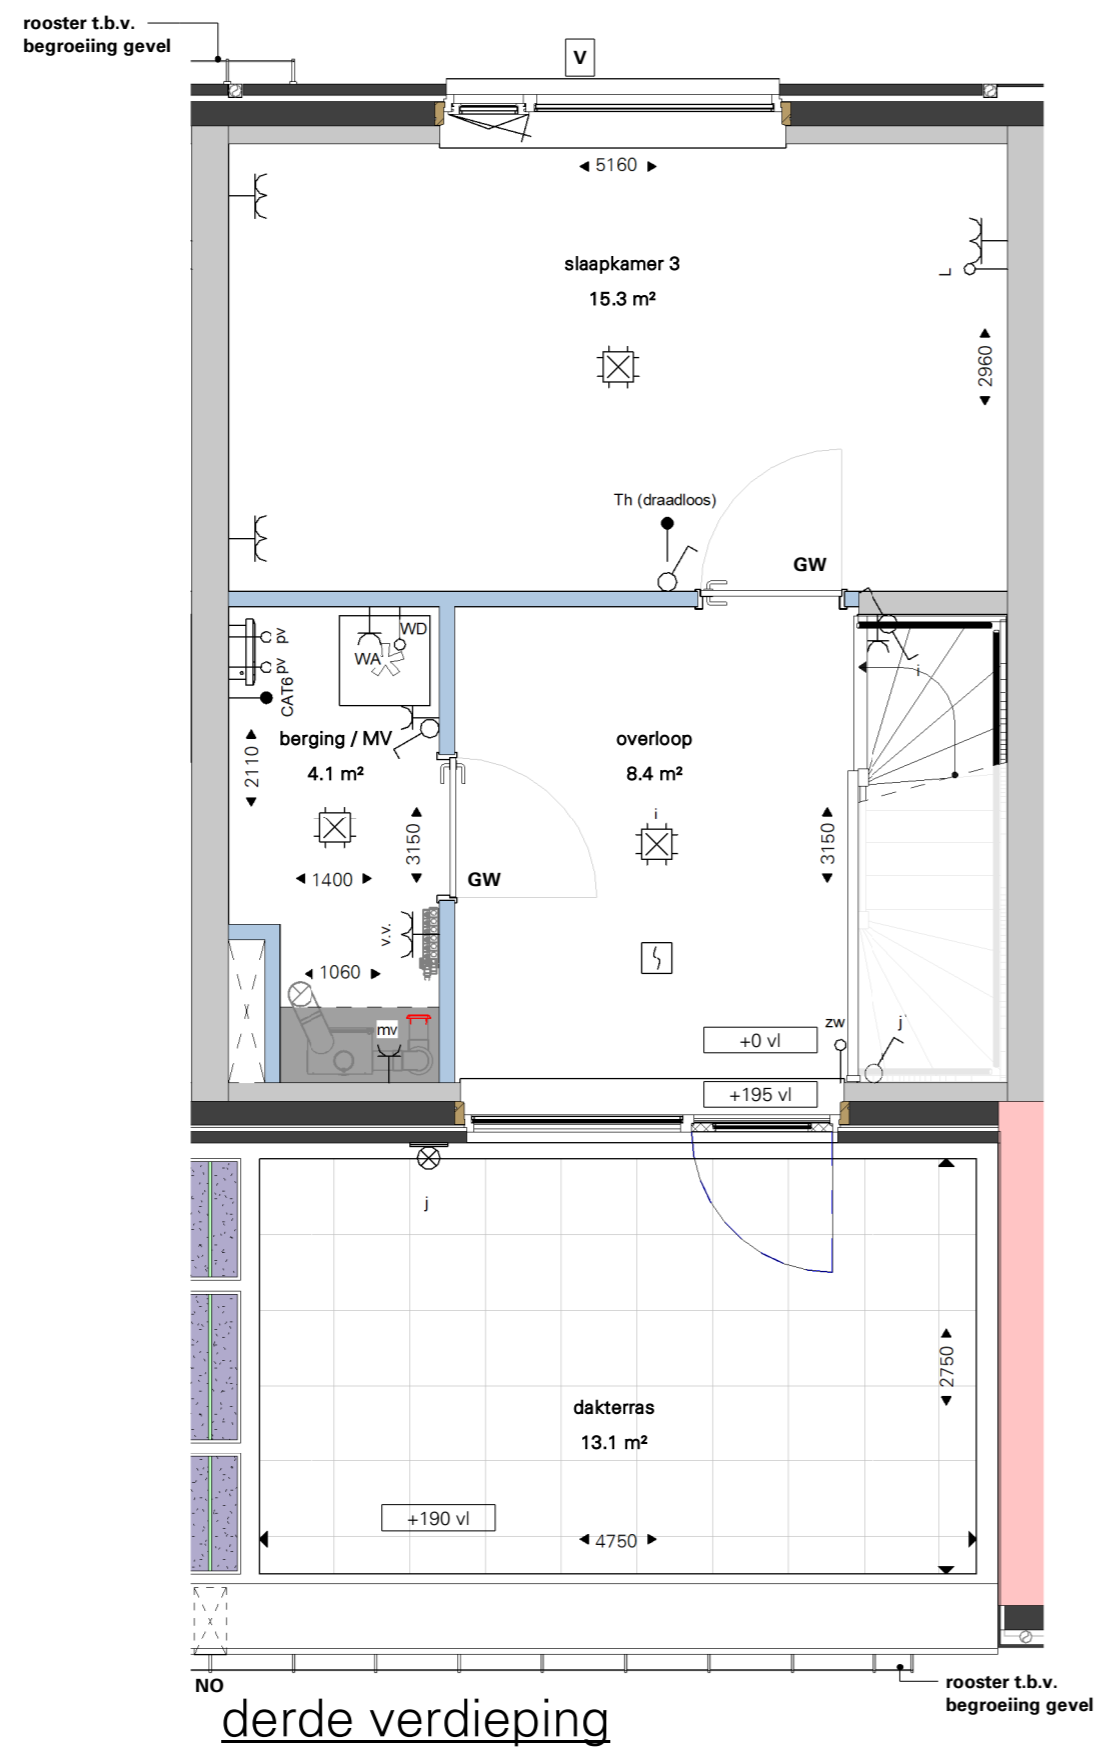 rooster t.b.v.
begroeiing gevel
V
5160
slaapkamer 3
15.3 m²
L
2960
Th (draadloos)
GW
pv
pv
CAT6
WD
WA
i
berging / MV
4.1 m²
2110
overloop
8.4 m²
i
3150
3150
1400
GW
v.v.
1060
mv
zw
j
+0 vl
+195 vl
j
2750
dakterras
13.1 m²
+190 vl
4750
NO
rooster t.b.v.
begroeiing gevel
derde verdieping